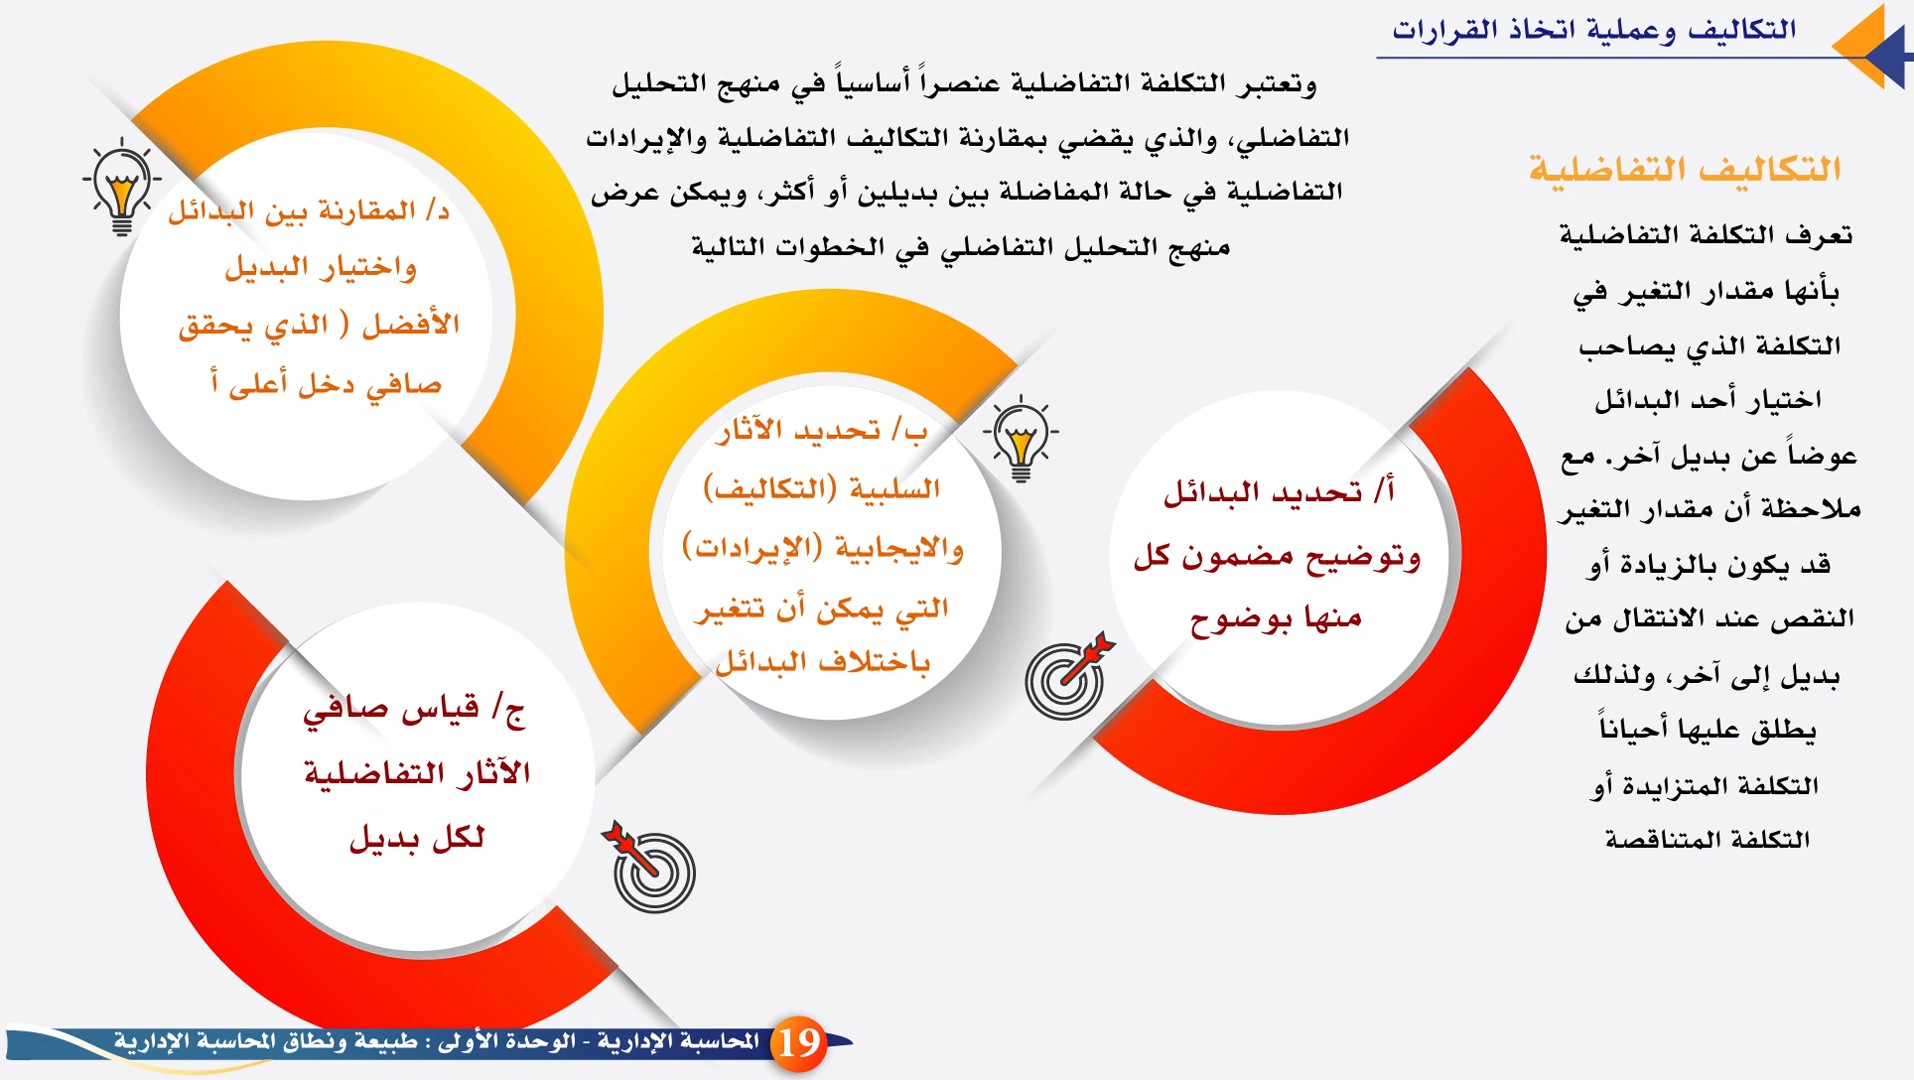 التكاليف وعملية اتخاذ القرارات
التكاليف التفاضلية
تعرف التكلفة التفاضلية
بأنها مقدار التغير في
التكلفة الذي يصاحب
اختيار أحد البدائل
عوضاً عن بديل آخر. مع
ملاحظة أن مقدار التغير
قد يكون بالزيادة أو
النقص عند الانتقال من
بديل إلى آخر، ولذلك
يطلق عليها أحياناً
التكلفة المتزايدة أو
التكلفة المتناقصة
وتعتبر التكلفة التفاضلية عنصراً أساسياً في منهج التحليل
التفاضلي، والذي يقضي بمقارنة التكاليف التفاضلية والإيرادات
التفاضلية في حالة المفاضلة بين بديلين أو أكثر، ويمكن عرض
منهج التحليل التفاضلي في الخطوات التالية
أ/ تحديد البدائل
وتوضيح مضمون كل
منها بوضوح
ب/ تحديد الآثار
السلبية (التكاليف)
والايجابية (الإيرادات)
التي يمكن أن تتغير
باختلاف البدائل
ج/ قياس صافي
الآثار التفاضلية
لكل بديل
د/ المقارنة بين البدائل
واختيار البديل
الأفضل ( الذي يحقق
صافي دخل أعلى أ
19 المحاسبة الإدارية - الوحدة الأولى : طبيعة ونطاق المحاسبة الإدارية